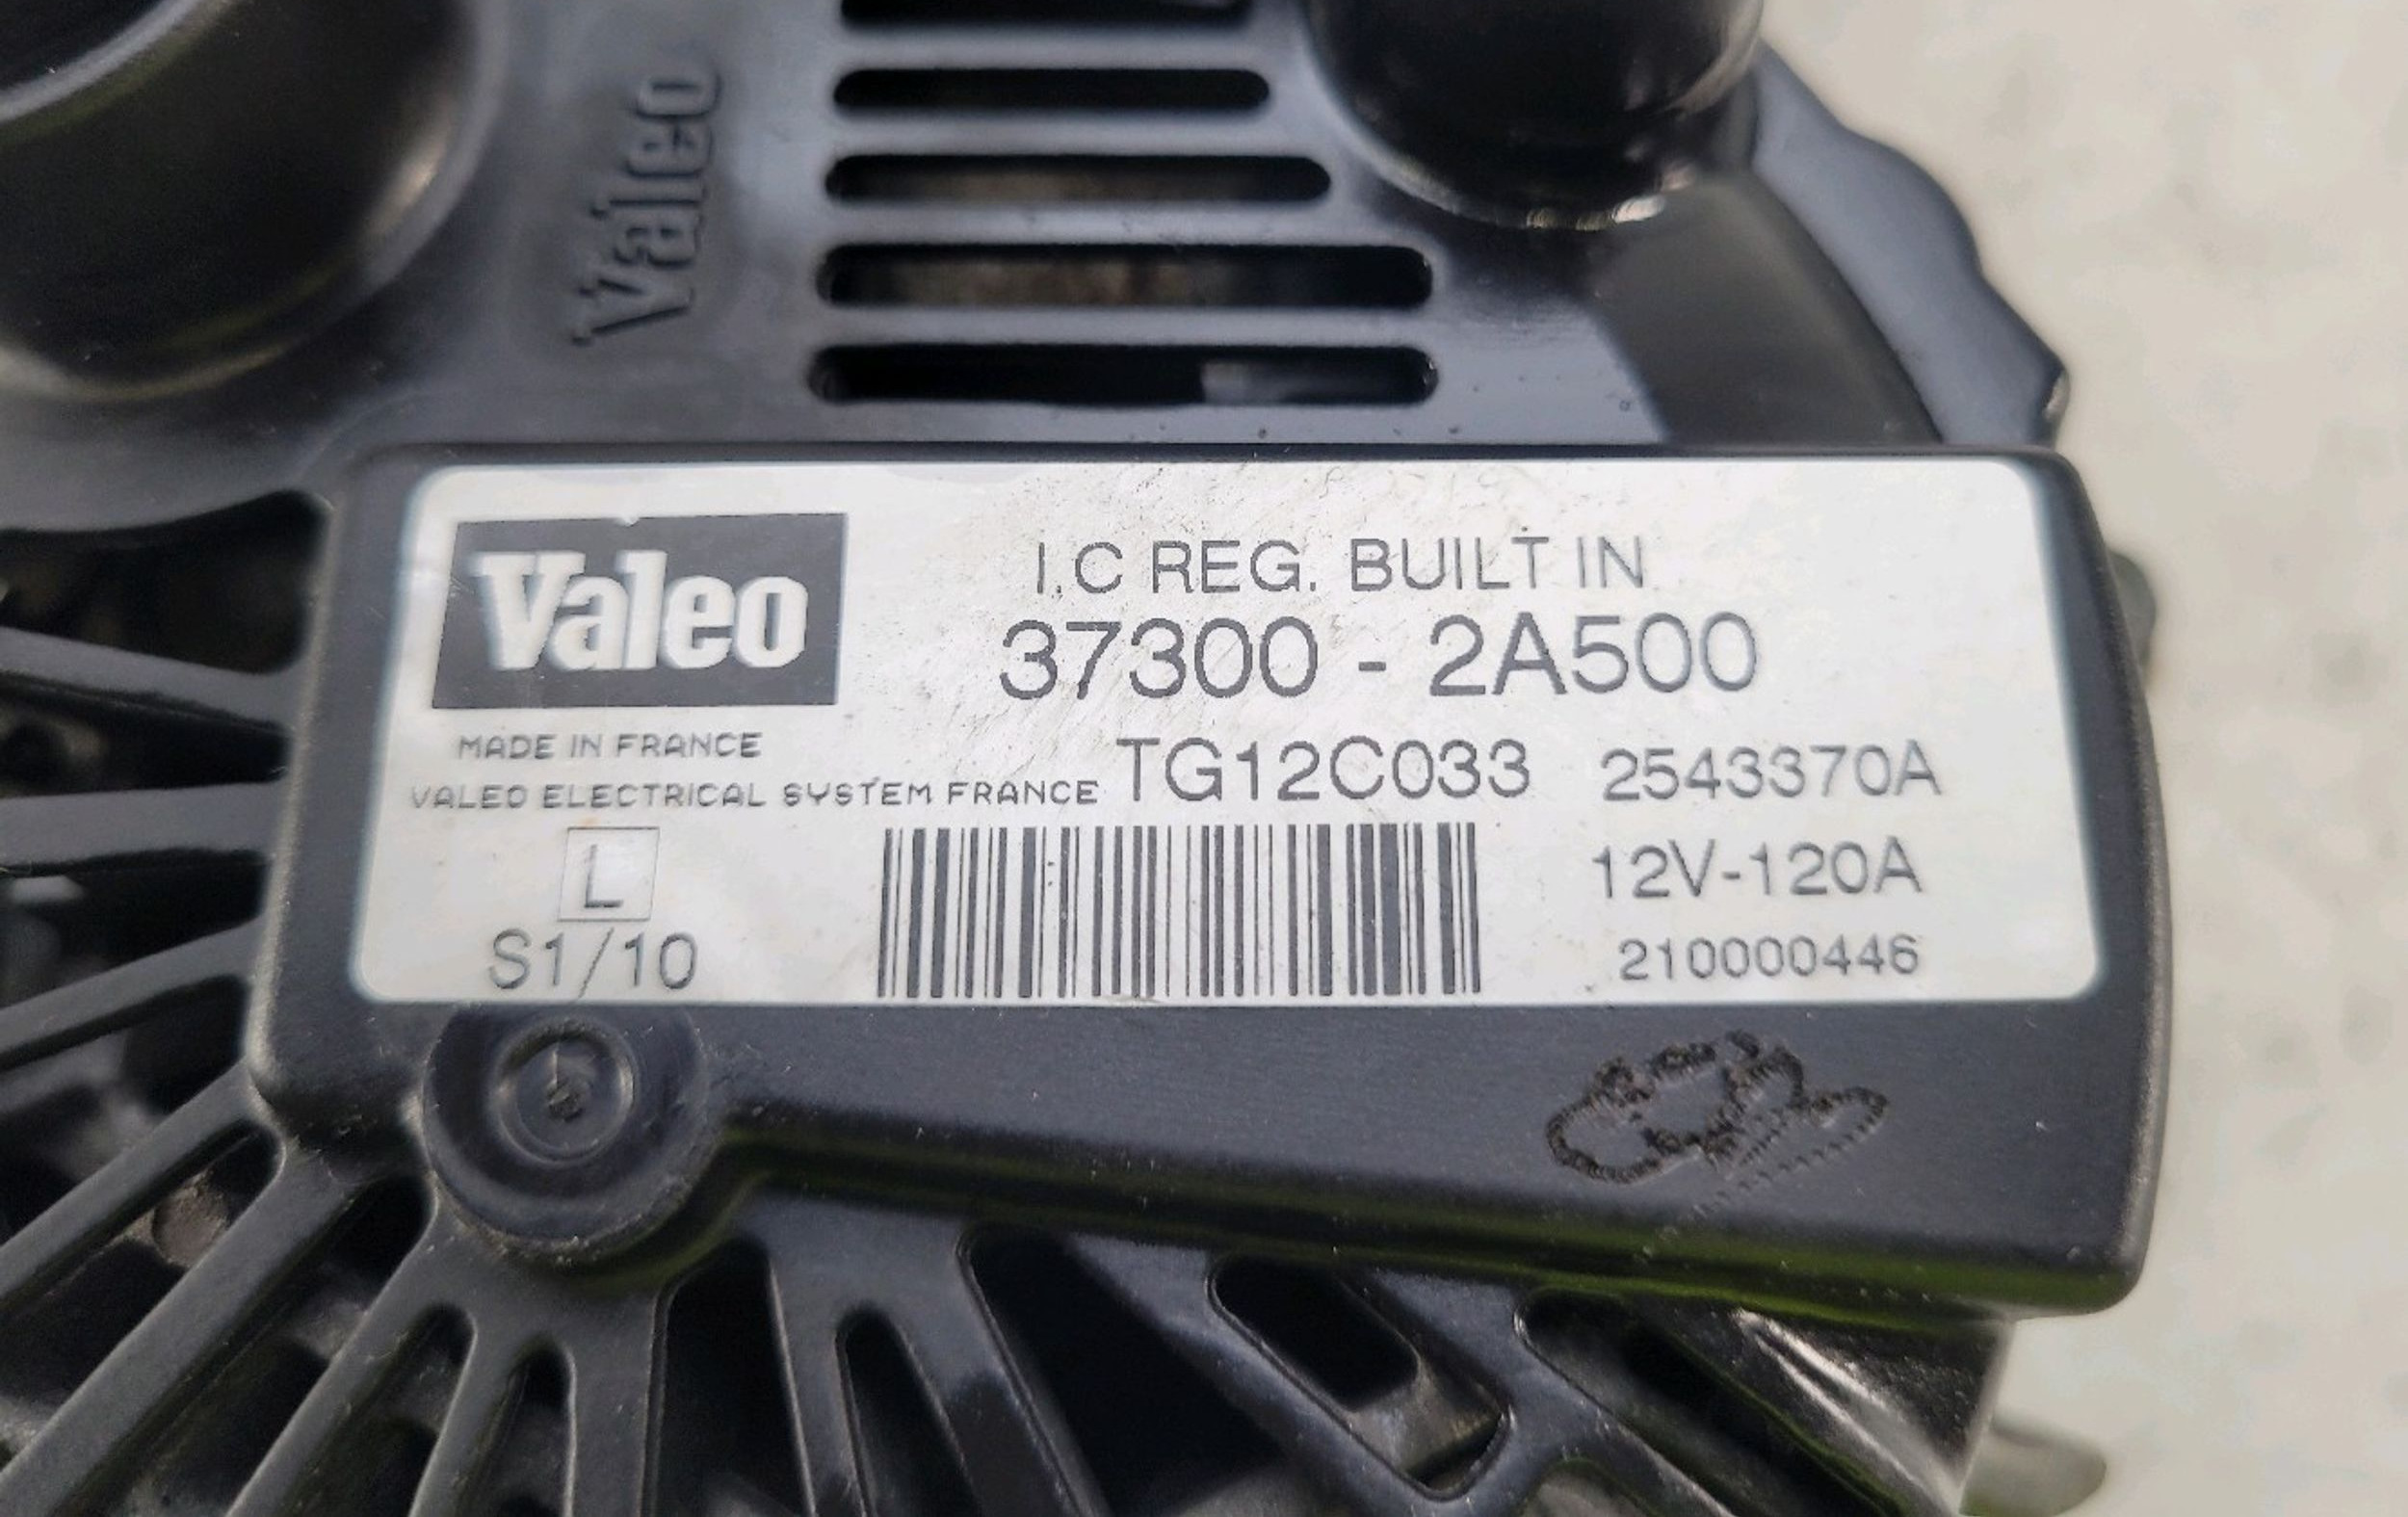 Valeo
Valeo
I.C REG. BUILT IN
37300 - 2A500
MADE IN FRANCE
VALEO ELECTRICAL SYSTEM FRANCE TG12C033 2543370A
L
12V-120A
S1/10
210000446